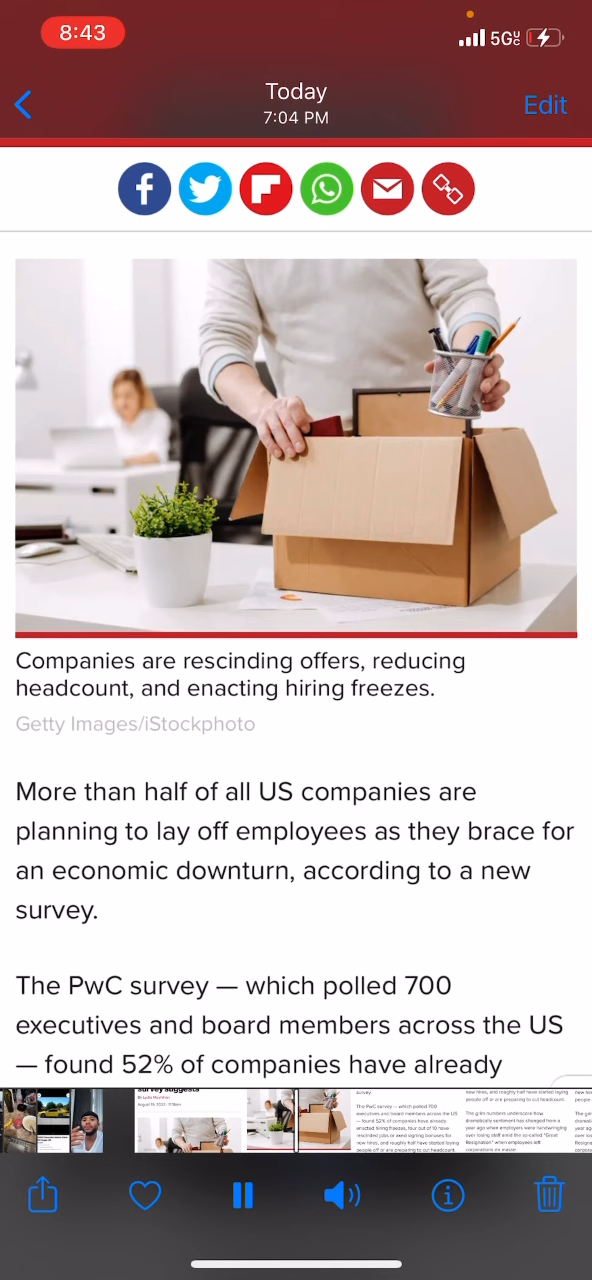 8:43
5G
Today
7:04 PM
Edit
Companies are rescinding offers, reducing
headcount, and enacting hiring freezes.
Getty Images/iStockphoto
More than half of all US companies are
planning to lay off employees as they brace for
an economic downturn, according to a new
survey.
The PwC survey — which polled 700
executives and board members across the US
— found 52% of companies have already